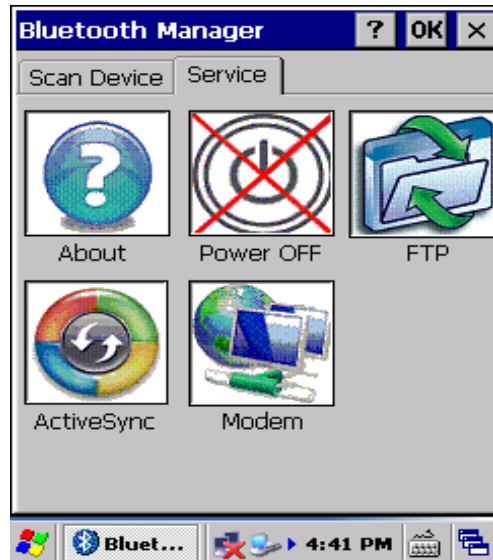 Bluetooth Manager ? OK ×
Scan Device Service
About Power OFF FTP
ActiveSync Modem
Bluet... 4:41 PM